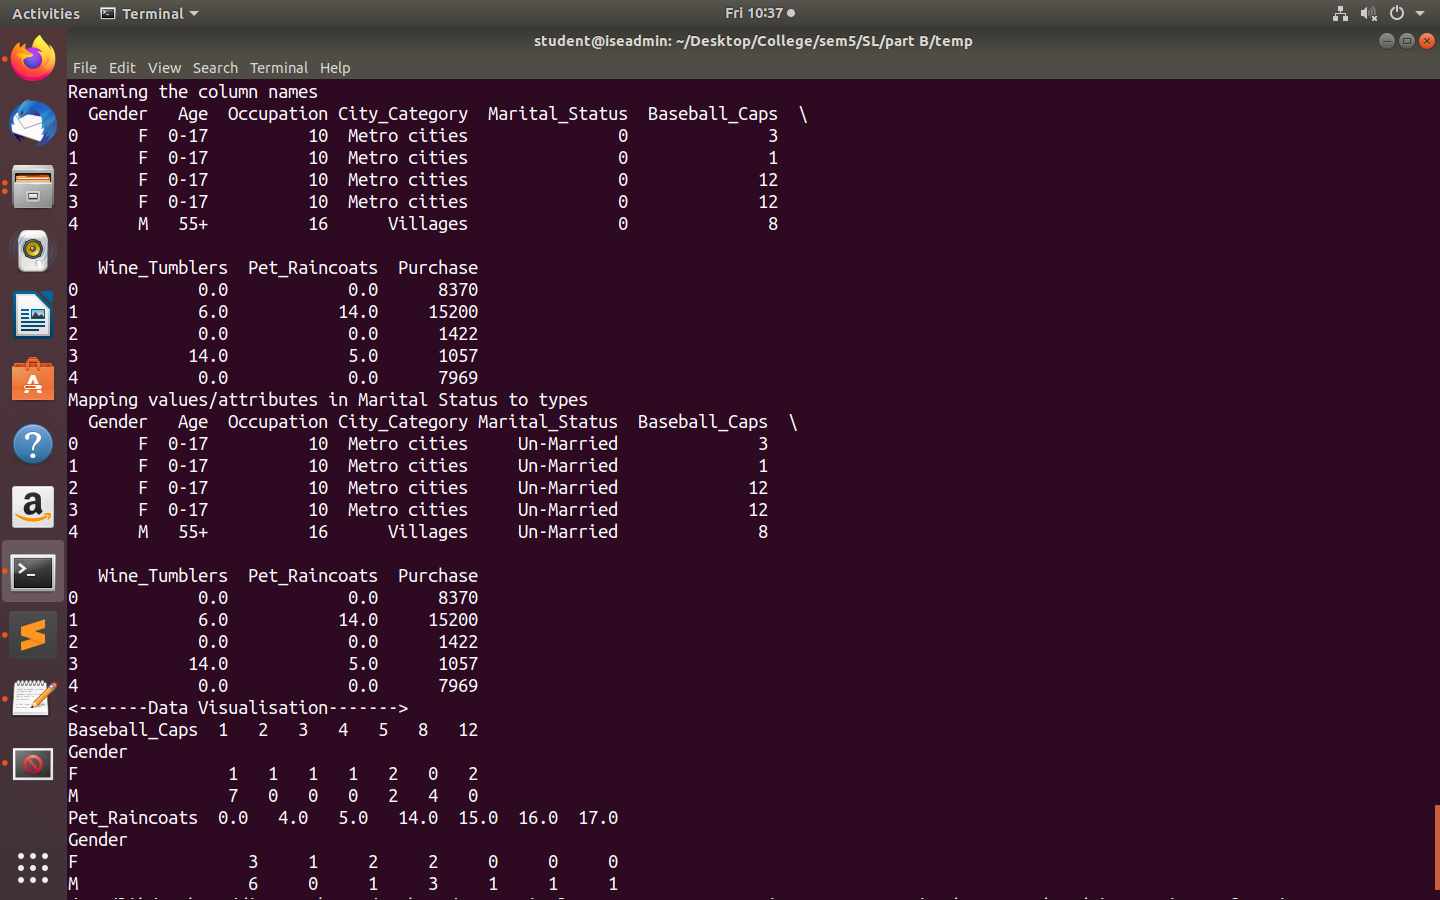 Activities Terminal Fri 10:37
student@iseadmin: ~/Desktop/College/sem5/SL/part B/temp
File Edit View Search Terminal Help
Renaming the column names
  Gender   Age  Occupation City_Category  Marital_Status  Baseball_Caps  \
0      F  0-17          10  Metro cities               0              3
1      F  0-17          10  Metro cities               0              1
2      F  0-17          10  Metro cities               0             12
3      F  0-17          10  Metro cities               0             12
4      M   55+          16      Villages               0              8
   Wine_Tumblers  Pet_Raincoats  Purchase
0            0.0            0.0      8370
1            6.0           14.0     15200
2            0.0            0.0      1422
3           14.0            5.0      1057
4            0.0            0.0      7969
Mapping values/attributes in Marital Status to types
  Gender   Age  Occupation City_Category Marital_Status  Baseball_Caps  \
0      F  0-17          10  Metro cities     Un-Married              3
1      F  0-17          10  Metro cities     Un-Married              1
2      F  0-17          10  Metro cities     Un-Married             12
3      F  0-17          10  Metro cities     Un-Married             12
4      M   55+          16      Villages     Un-Married              8
   Wine_Tumblers  Pet_Raincoats  Purchase
0            0.0            0.0      8370
1            6.0           14.0     15200
2            0.0            0.0      1422
3           14.0            5.0      1057
4            0.0            0.0      7969
<-------Data Visualisation------->
Baseball_Caps  1   2   3   4   5   8   12
Gender
F               1   1   1   1   2   0   2
M               7   0   0   0   2   4   0
Pet_Raincoats  0.0   4.0   5.0   14.0  15.0  16.0  17.0
Gender
F                 3     1     2     2     0     0     0
M                 6     0     1     3     1     1     1